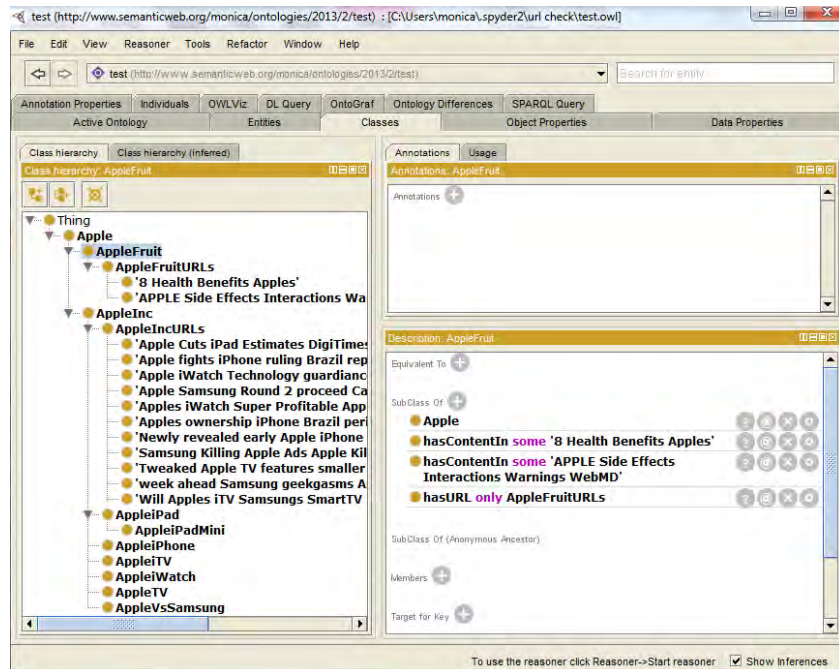 test (http://www.semanticweb.org/monica/ontologies/2013/2/test) : [C:\Users\monica\.spyder2\url check\test.owl]
File Edit View Reasoner Tools Refactor Window Help
test (http://www.semanticweb.org/monica/ontologies/2013/2/test) Search for entity
Annotation Properties Individuals OWLViz DL Query OntoGraf Ontology Differences SPARQL Query
Active Ontology Entities Classes Object Properties Data Properties
Class hierarchy Class hierarchy (inferred)
Class hierarchy: AppleFruit
Thing
Apple
AppleFruit
AppleFruitURLs
'8 Health Benefits Apples'
'APPLE Side Effects Interactions Wa
AppleInc
AppleIncURLs
'Apple Cuts iPad Estimates DigiTimes
'Apple fights iPhone ruling Brazil rep
'Apple iWatch Technology guardianc
'Apple Samsung Round 2 proceed Ca
'Apples iWatch Super Profitable App
'Apples ownership iPhone Brazil peri
'Newly revealed early Apple iPhone
'Samsung Killing Apple Ads Apple Kil
'Tweaked Apple TV features smaller
'week ahead Samsung geekgasms A
'Will Apples iTV Samsungs SmartTV
AppleiPad
AppleiPadMini
AppleiPhone
AppleiTV
AppleiWatch
AppleTV
AppleVsSamsung
Annotations Usage
Annotations: AppleFruit
Annotations
Description: AppleFruit
Equivalent To
SubClass Of
Apple
hasContentIn some '8 Health Benefits Apples'
hasContentIn some 'APPLE Side Effects
Interactions Warnings WebMD'
hasURL only AppleFruitURLs
SubClass Of (Anonymous Ancestor)
Members
Target for Key
To use the reasoner click Reasoner->Start reasoner Show Inferences